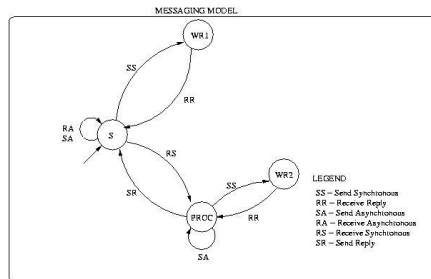 MESSAGING MODEL
WR1
SS
RR
RA
SA
S
RS
SR
SS
WR2
RR
PROC
SA
LEGEND
SS – Send Synchronous
RR – Receive Reply
SA – Send Asynchronous
RA – Receive Asynchronous
RS – Receive Synchronous
SR – Send Reply